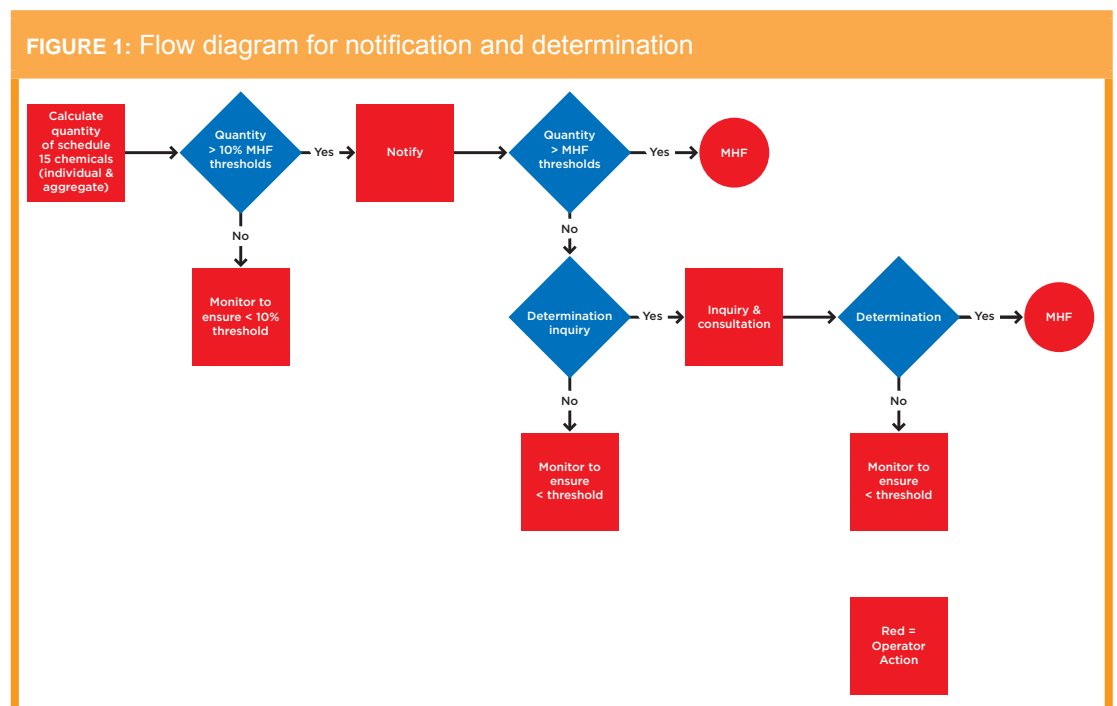 FIGURE 1: Flow diagram for notification and determination
Calculate
quantity
of schedule
15 chemicals
(individual &
aggregate)
Quantity
> 10% MHF
thresholds
Yes
Notify
Quantity
> MHF
thresholds
Yes
MHF
No
No
Monitor to
ensure < 10%
threshold
Determination
inquiry
Yes
Inquiry &
consultation
Determination
Yes
MHF
No
No
Monitor to
ensure
< threshold
Monitor to
ensure
< threshold
Red =
Operator
Action